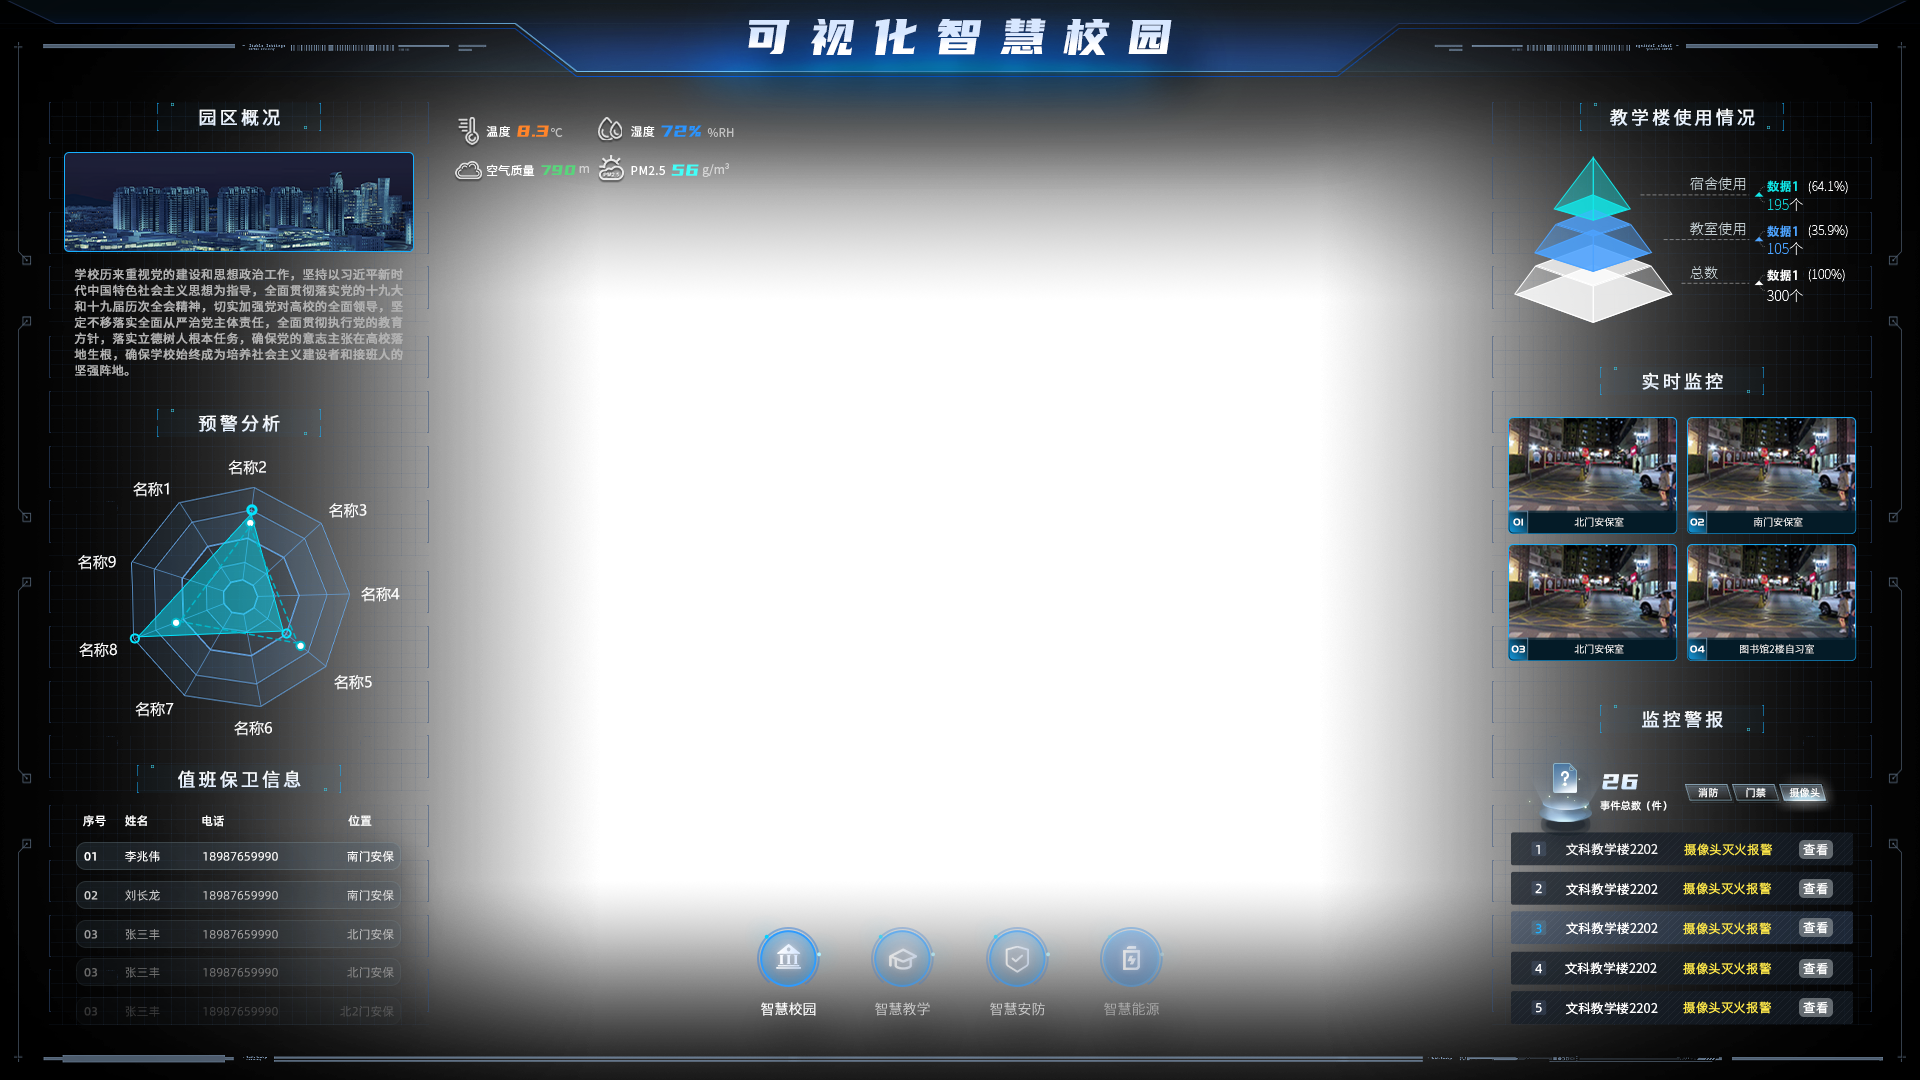 可视化智慧校园
园区概况
学校历来重视党的建设和思想政治工作，坚持以习近平新时
代中国特色社会主义思想为指导，全面贯彻落实党的十九大
和十九届历次全会精神，切实加强党对高校的全面领导，坚
定不移落实全面从严治党主体责任，全面贯彻执行党的教育
方针，落实立德树人根本任务，确保党的意志主张在高校落
地生根，确保学校始终成为培养社会主义建设者和接班人的
坚强阵地。
预警分析
名称2
名称1
名称3
名称9
名称4
名称8
名称5
名称7
名称6
值班保卫信息
序号 姓名 电话 位置
01 李兆伟 18987659990 南门安保
02 刘长龙 18987659990 南门安保
03 张三丰 18987659990 北门安保
03 张三丰 18987659990 北门安保
03 张三丰 18987659990 北2门安保
温度 8.3℃ 湿度 72% %RH
空气质量 790 m PM2.5 56 g/m³
智慧校园 智慧教学 智慧安防 智慧能源
教学楼使用情况
宿舍使用 数据1 (64.1%)
195个
教室使用 数据1 (35.9%)
105个
总数 数据1 (100%)
300个
实时监控
01 北门安保室
02 南门安保室
03 北门安保室
04 图书馆2楼自习室
监控警报
26
事件总数（件）
消防 门禁 摄像头
1 文科教学楼2202 摄像头灭火报警 查看
2 文科教学楼2202 摄像头灭火报警 查看
3 文科教学楼2202 摄像头灭火报警 查看
4 文科教学楼2202 摄像头灭火报警 查看
5 文科教学楼2202 摄像头灭火报警 查看